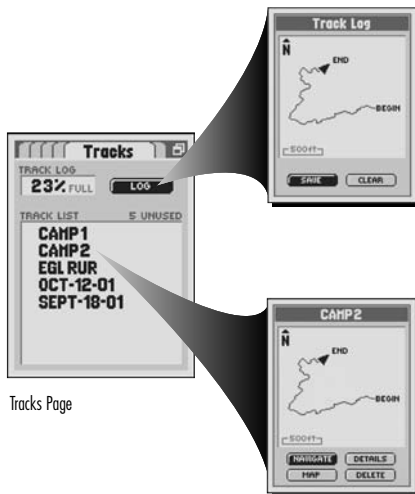 Track Log
N
END
BEGIN
500ft
SAVE
CLEAR
Tracks
TRACK LOG
23% FULL
LOG
TRACK LIST 5 UNUSED
CAMP1
CAMP2
EGL RUR
OCT-12-01
SEPT-18-01
Tracks Page
CAMP2
N
END
BEGIN
500ft
NAVIGATE
DETAILS
MAP
DELETE